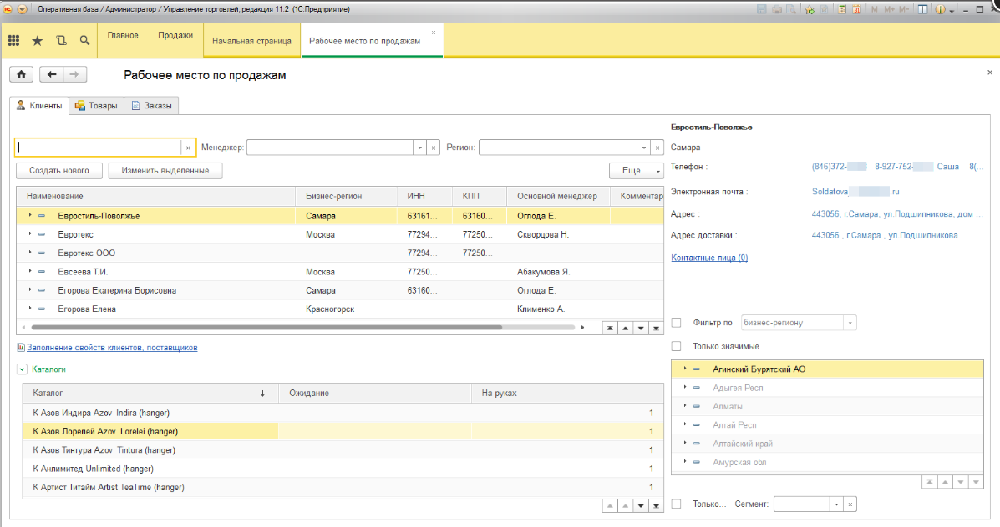 Оперативная база / Администратор / Управление торговлей, редакция 11.2 (1С:Предприятие)
M M+ M-
Главное Продажи Начальная страница Рабочее место по продажам
Рабочее место по продажам
Клиенты Товары Заказы
Менеджер: Регион:
Создать нового Изменить выделенные Еще
Наименование Бизнес-регион ИНН КПП Основной менеджер Комментар
Евростиль-Поволжье Самара 63161... 63160... Оглода Е.
Евротекс Москва 77294... 77250... Скворцова Н.
Евротекс ООО 77294... 77250...
Евсеева Т.И. Москва 77250... Абакумова Я.
Егорова Екатерина Борисовна Самара 63160... Оглода Е.
Егорова Елена Красногорск Клименко А.
Заполнение свойств клиентов, поставщиков
Каталоги
Каталог ↓ Ожидание На руках
К Азов Индира Azov Indira (hanger) 1
К Азов Лорелей Azov Lorelei (hanger) 1
К Азов Тинтура Azov Tintura (hanger) 1
К Анлимитед Unlimited (hanger) 1
К Артист Титайм Artist TeaTime (hanger) 1
Евростиль-Поволжье
Самара
Телефон : (846)372- 8-927-752- Саша 8(...
Электронная почта : Soldatova .ru
Адрес : 443056, г.Самара, ул.Подшипникова, дом ...
Адрес доставки : 443056 , г.Самара , ул.Подшипникова
Контактные лица (0)
Фильтр по бизнес-региону
Только значимые
Агинский Бурятский АО
Адыгея Респ
Алматы
Алтай Респ
Алтайский край
Амурская обл
Только... Сегмент: